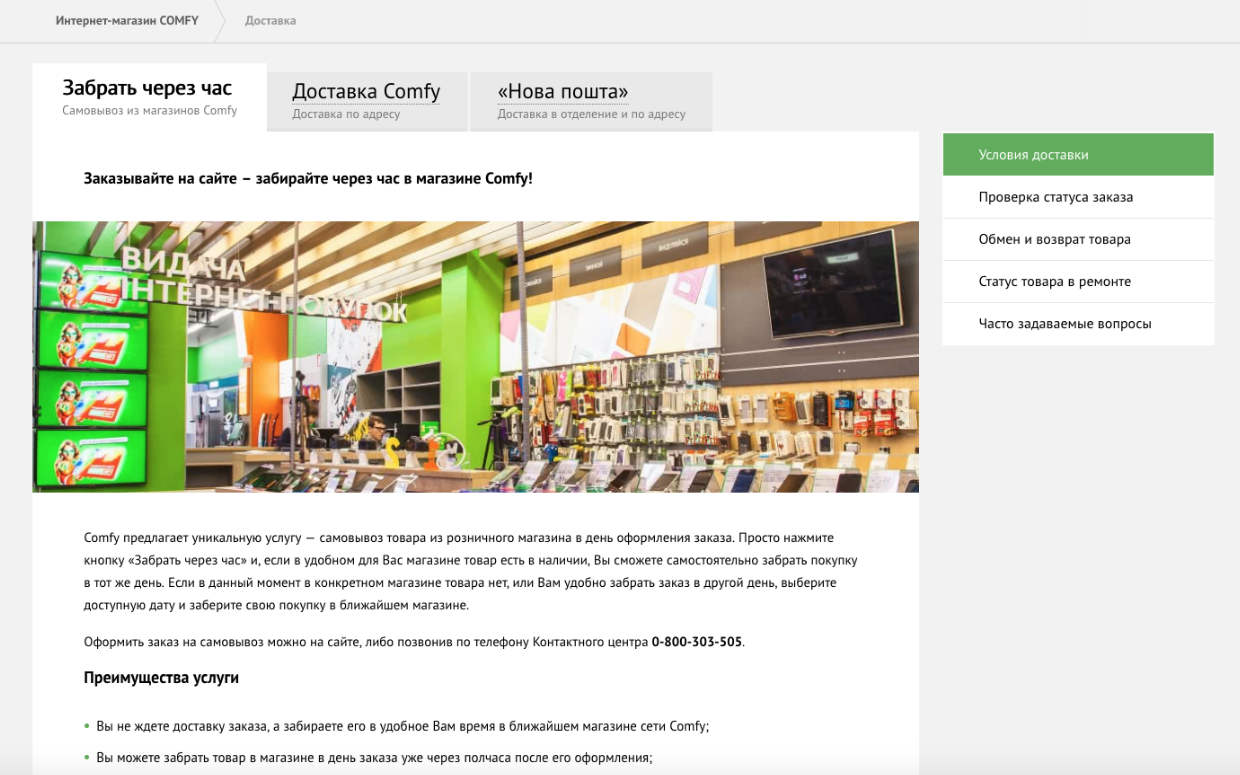 Интернет-магазин COMFY
Доставка
Забрать через час
Самовывоз из магазинов Comfy
Доставка Comfy
Доставка по адресу
«Нова пошта»
Доставка в отделение и по адресу
Заказывайте на сайте – забирайте через час в магазине Comfy!
ВИДАЧА
ІНТЕРНЕТ-ПОКУПОК
Comfy предлагает уникальную услугу — самовывоз товара из розничного магазина в день оформления заказа. Просто нажмите
кнопку «Забрать через час» и, если в удобном для Вас магазине товар есть в наличии, Вы сможете самостоятельно забрать покупку
в тот же день. Если в данный момент в конкретном магазине товара нет, или Вам удобно забрать заказ в другой день, выберите
доступную дату и заберите свою покупку в ближайшем магазине.
Оформить заказ на самовывоз можно на сайте, либо позвонив по телефону Контактного центра 0-800-303-505.
Преимущества услуги
• Вы не ждете доставку заказа, а забираете его в удобное Вам время в ближайшем магазине сети Comfy;
• Вы можете забрать товар в магазине в день заказа уже через полчаса после его оформления;
Условия доставки
Проверка статуса заказа
Обмен и возврат товара
Статус товара в ремонте
Часто задаваемые вопросы